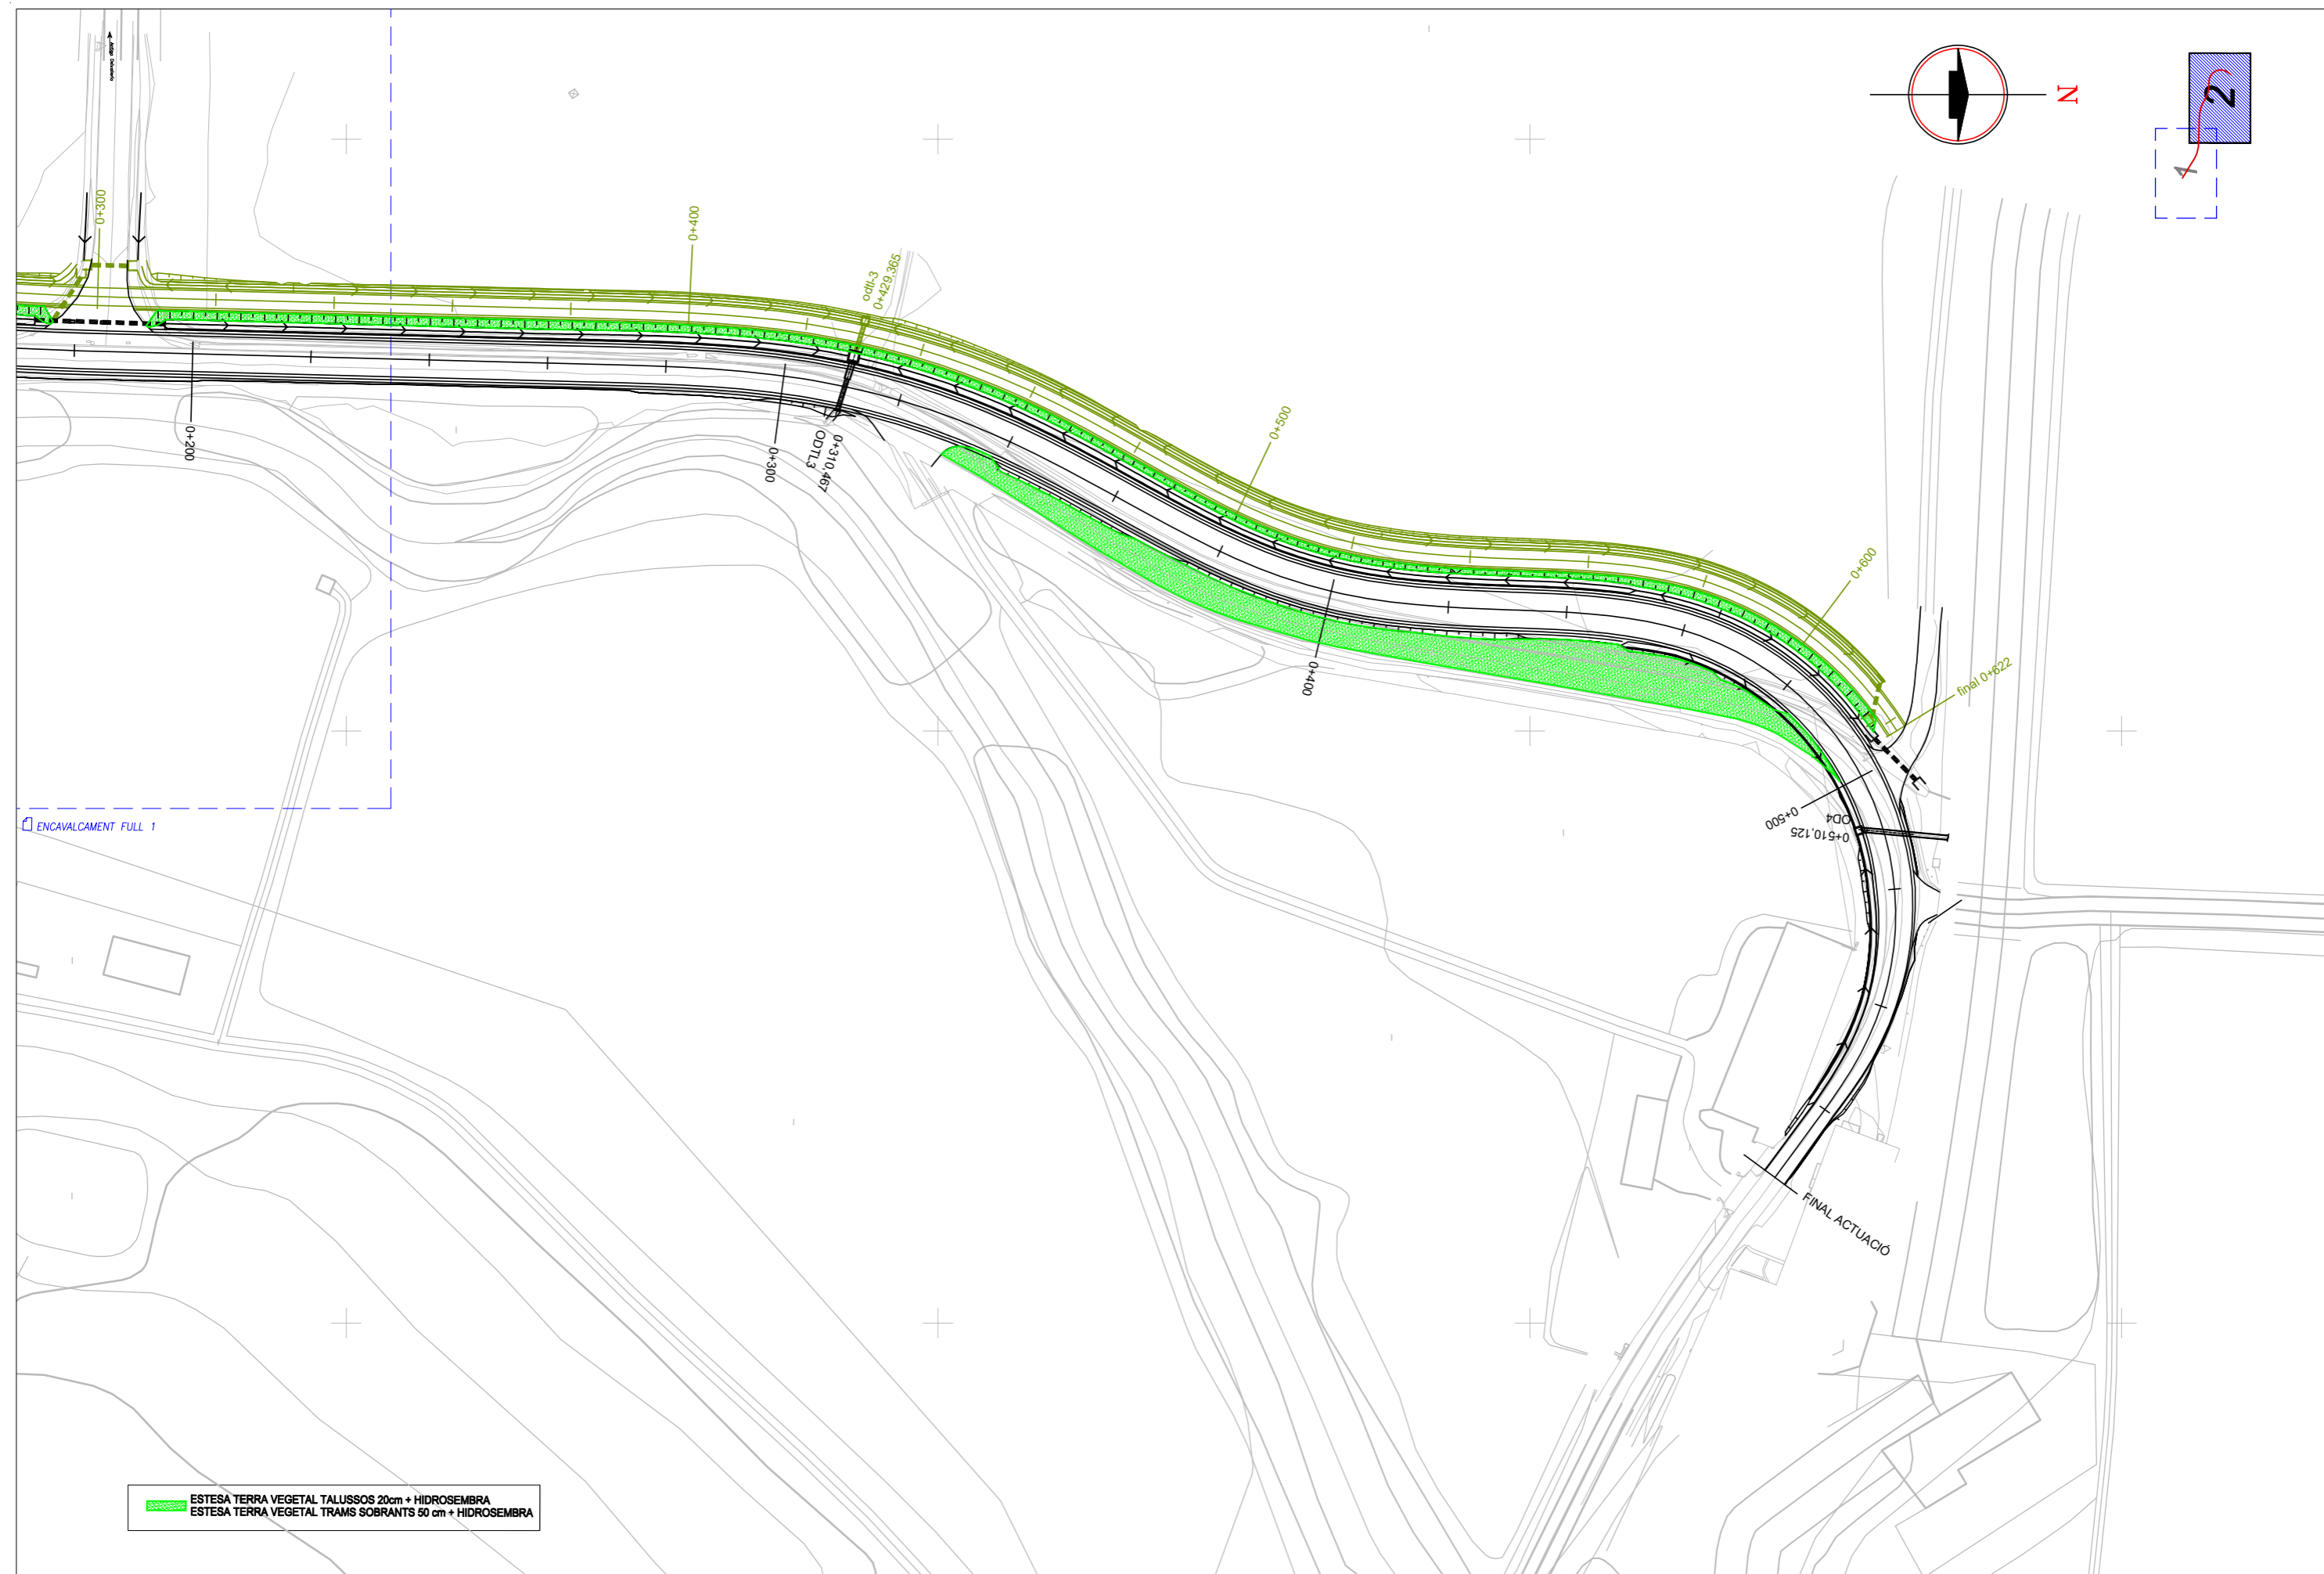 N
2
1
0+300
0+400
odtl-3
0+429,365
0+500
0+600
final 0+622
0+200
0+300
0+310,467
ODTL3
0+400
0+500
OD4
0+510,125
FINAL ACTUACIÓ
ENCAVALCAMENT FULL 1
ESTESA TERRA VEGETAL TALUSSOS 20cm + HIDROSEMBRA
ESTESA TERRA VEGETAL TRAMS SOBRANTS 50 cm + HIDROSEMBRA